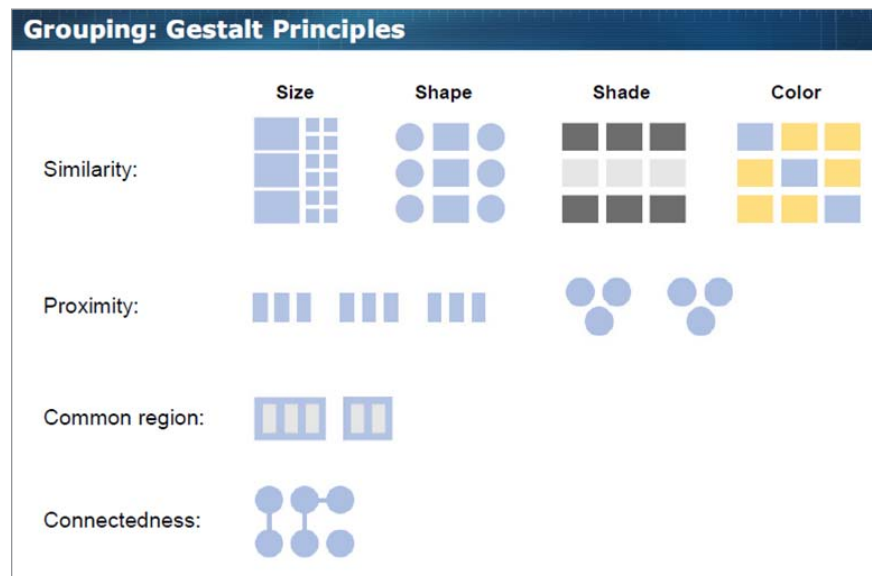 Grouping: Gestalt Principles
Size Shape Shade Color
Similarity:
Proximity:
Common region:
Connectedness: